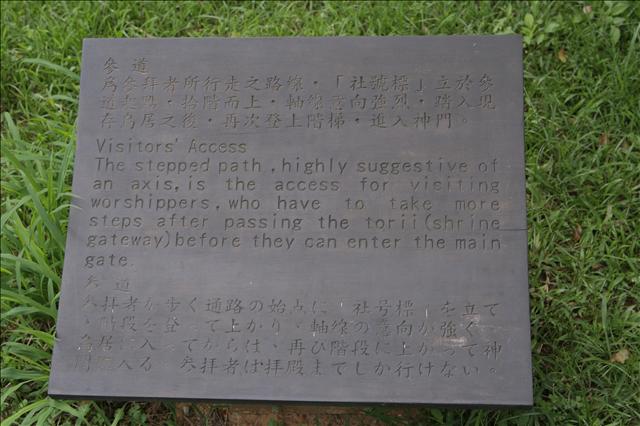 參道
為參拜者所行走之路線，「社號標」立於參
道起點，拾階而上，軸線意向強烈，踏入現
存鳥居之後，再次登上階梯，進入神門。
Visitors' Access
The stepped path, highly suggestive of
an axis, is the access for visiting
worshippers, who have to take more
steps after passing the torii (shrine
gateway) before they can enter the main
gate.
参道
参拝者が歩く通路の始点に「社号標」を立て
、階段を登って上がり、軸線の意向が強く、
鳥居に入ってからは、再び階段に上がって神
門に入る。参拝者は拝殿までしか行けない。